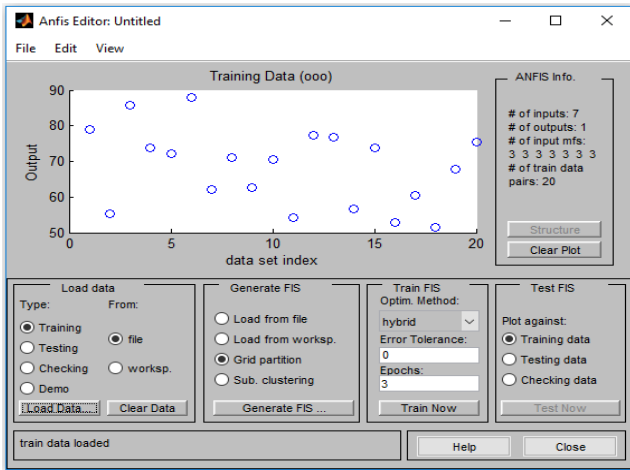 Anfis Editor: Untitled
File Edit View
Training Data (ooo)
90
80
70
60
50
Output
0 5 10 15 20
data set index
ANFIS Info.
# of inputs: 7
# of outputs: 1
# of input mfs:
3 3 3 3 3 3 3
# of train data
pairs: 20
Structure
Clear Plot
Load data
Type: From:
Training
Testing
Checking
Demo
file
worksp.
Load Data...
Clear Data
Generate FIS
Load from file
Load from worksp.
Grid partition
Sub. clustering
Generate FIS ...
Train FIS
Optim. Method:
hybrid
Error Tolerance:
0
Epochs:
3
Train Now
Test FIS
Plot against:
Training data
Testing data
Checking data
Test Now
train data loaded
Help
Close